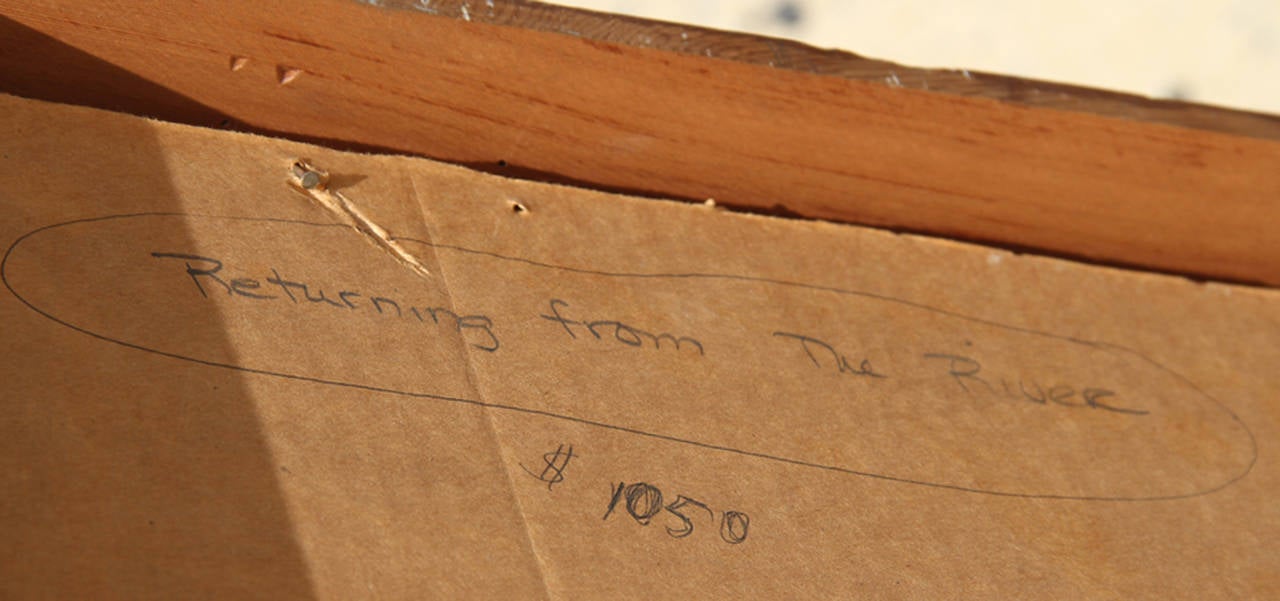 Returning from The River
$ 1050